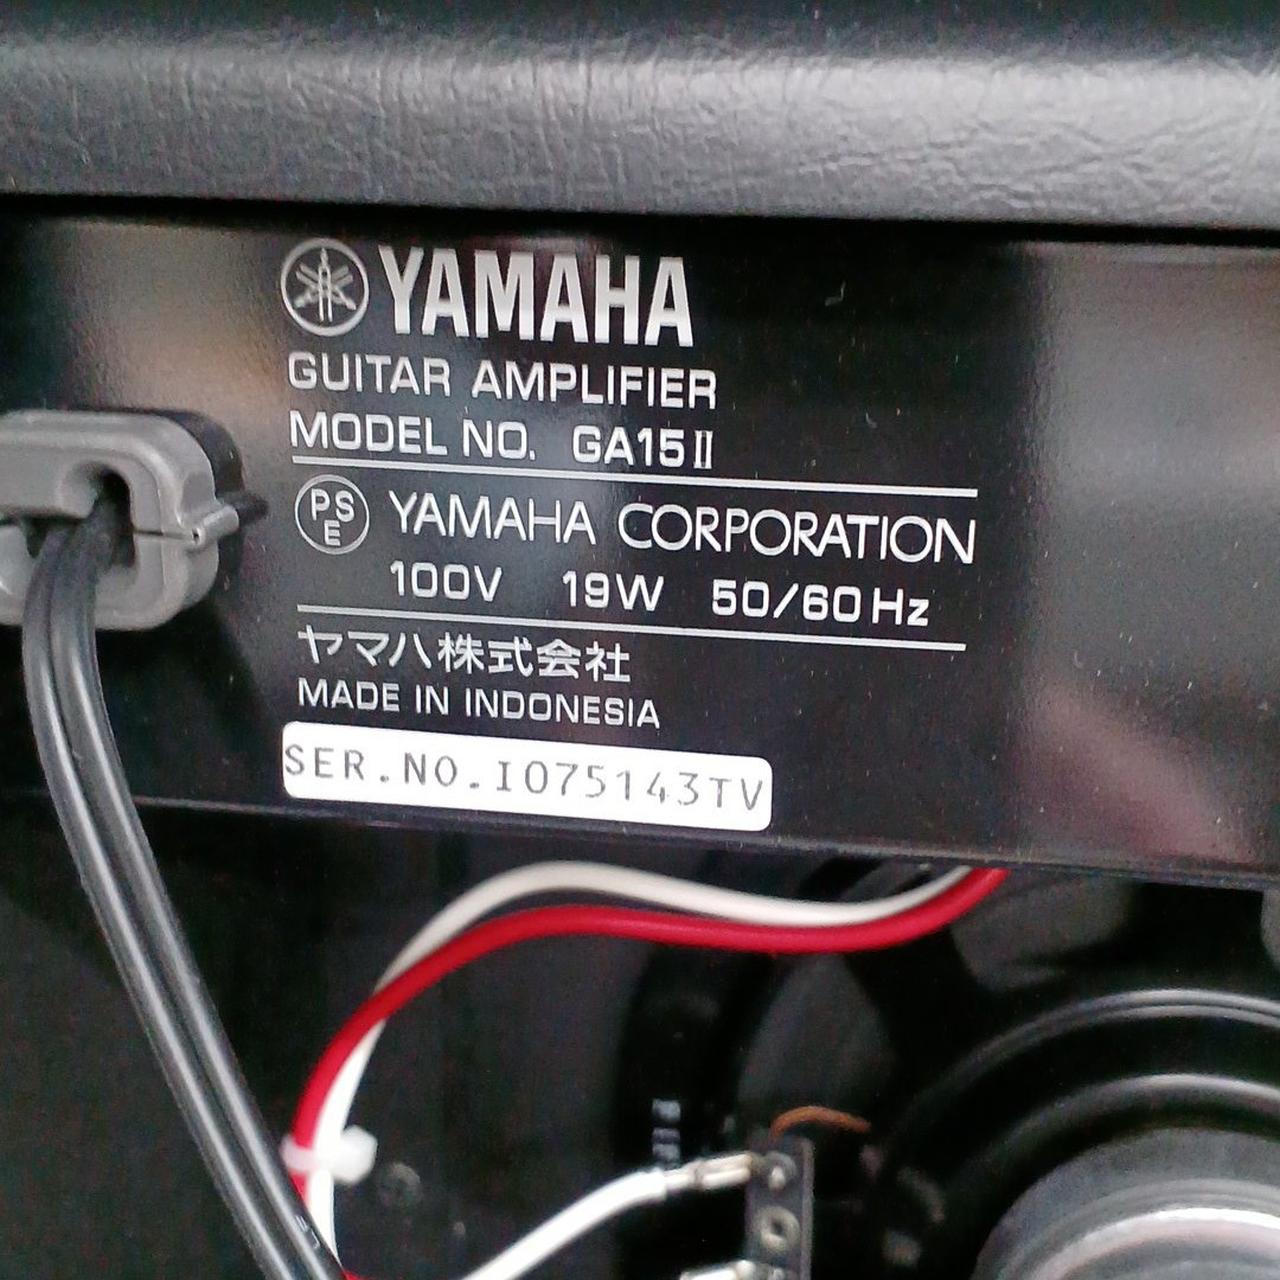 YAMAHA
GUITAR AMPLIFIER
MODEL NO. GA15Ⅱ
PSE YAMAHA CORPORATION
100V 19W 50/60Hz
ヤマハ株式会社
MADE IN INDONESIA
SER.NO.I075143TV